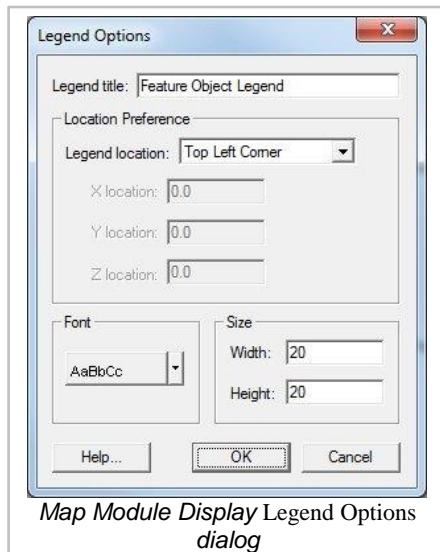 Legend Options
Legend title: Feature Object Legend
Location Preference
Legend location: Top Left Corner
X location: 0.0
Y location: 0.0
Z location: 0.0
Font
AaBbCc
Size
Width: 20
Height: 20
Help...
OK
Cancel
Map Module Display Legend Options
dialog